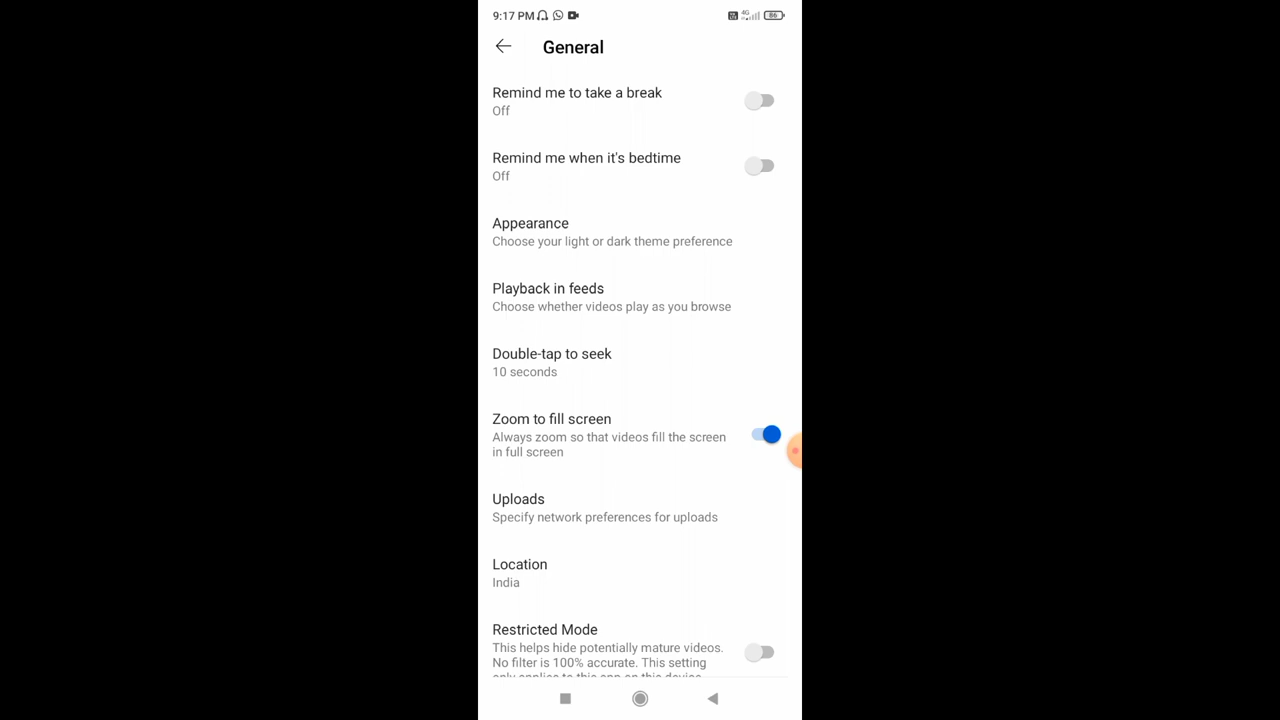 9:17 PM
4G
86
General
Remind me to take a break
Off
Remind me when it's bedtime
Off
Appearance
Choose your light or dark theme preference
Playback in feeds
Choose whether videos play as you browse
Double-tap to seek
10 seconds
Zoom to fill screen
Always zoom so that videos fill the screen
in full screen
Uploads
Specify network preferences for uploads
Location
India
Restricted Mode
This helps hide potentially mature videos.
No filter is 100% accurate. This setting
only applies to this app on this device